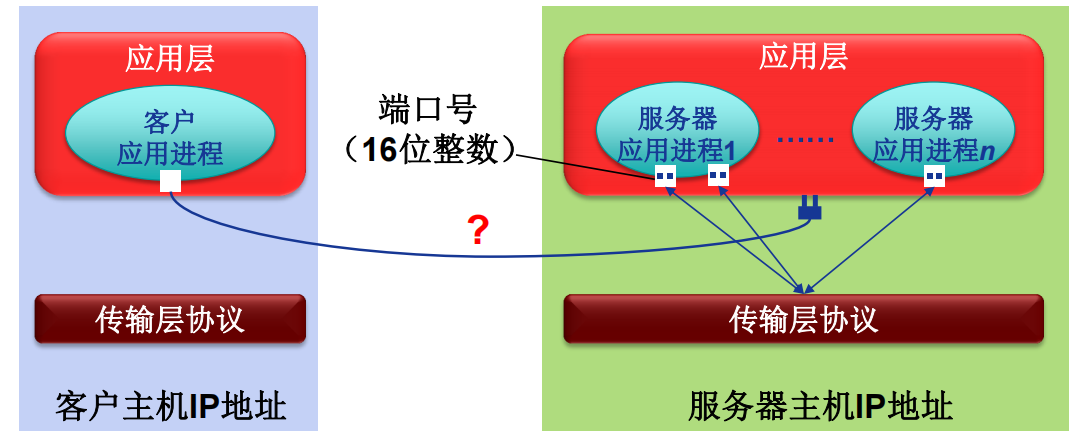 应用层
客户
应用进程
传输层协议
客户主机IP地址
端口号
（16位整数）
?
应用层
服务器
应用进程1
……
服务器
应用进程n
传输层协议
服务器主机IP地址